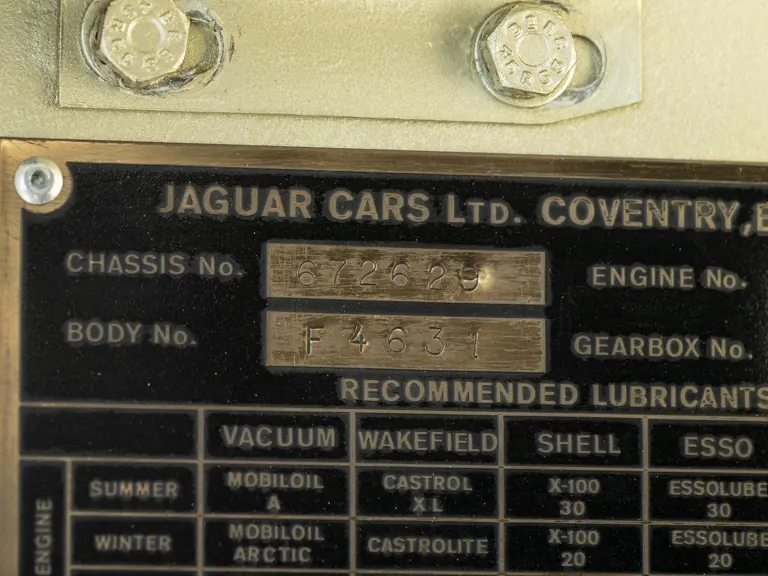 JAGUAR CARS LTD. COVENTRY, E
CHASSIS No. 672629 ENGINE No.
BODY No. F4631 GEARBOX No.
RECOMMENDED LUBRICANTS
VACUUM WAKEFIELD SHELL ESSO
ENGINE
SUMMER MOBILOIL A CASTROL XL X-100 30 ESSOLUBE 30
WINTER MOBILOIL ARCTIC CASTROLITE X-100 20 ESSOLUBE 20